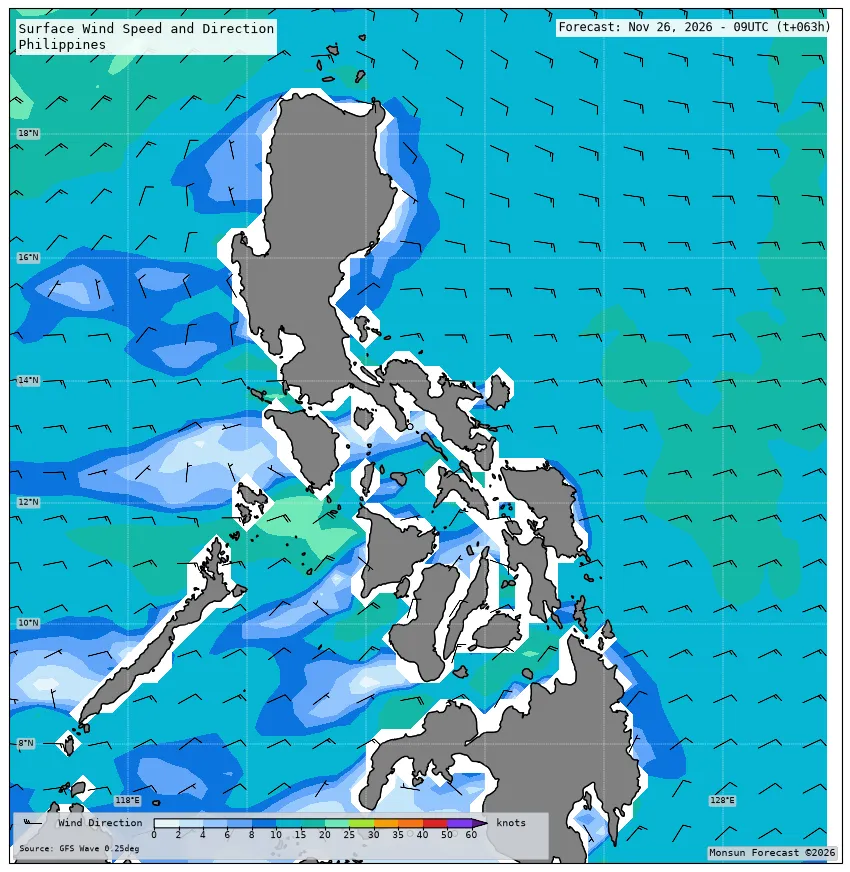 Surface Wind Speed and Direction
Philippines
Forecast: Nov 26, 2026 - 09UTC (t+063h)
18°N
16°N
14°N
12°N
10°N
8°N
118°E
128°E
Wind Direction
knots
0 2 4 6 8 10 15 20 25 30 35 40 50 60
Source: GFS Wave 0.25deg
Monsun Forecast ©2026